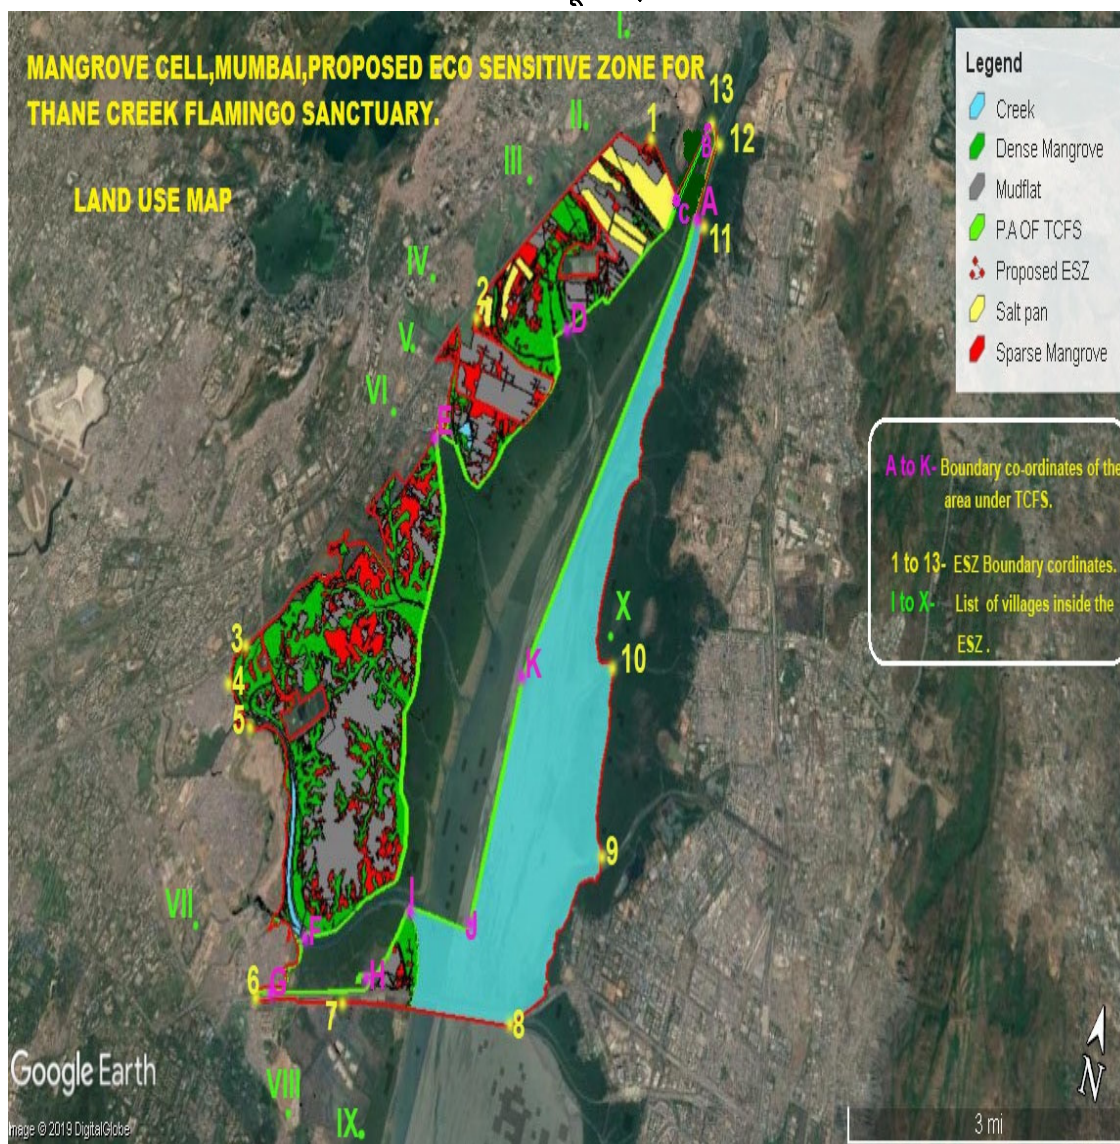 MANGROVE CELL,MUMBAI,PROPOSED ECO SENSITIVE ZONE FOR
THANE CREEK FLAMINGO SANCTUARY.
LAND USE MAP
Legend
Creek
Dense Mangrove
Mudflat
P.A OF TCFS
Proposed ESZ
Salt pan
Sparse Mangrove
A to K- Boundary co-ordinates of the
area under TCFS.
1 to 13- ESZ Boundary cordinates.
I to X- List of villages inside the
ESZ .
I.
II.
III
IV.
V.
VI
VII
VIII
IX.
X
1
2
3
4
5
6
7
8
9
10
11
12
13
A
B
C
D
E
F
G
H
I
J
K
Google Earth
Image © 2019 DigitalGlobe
N
3 mi